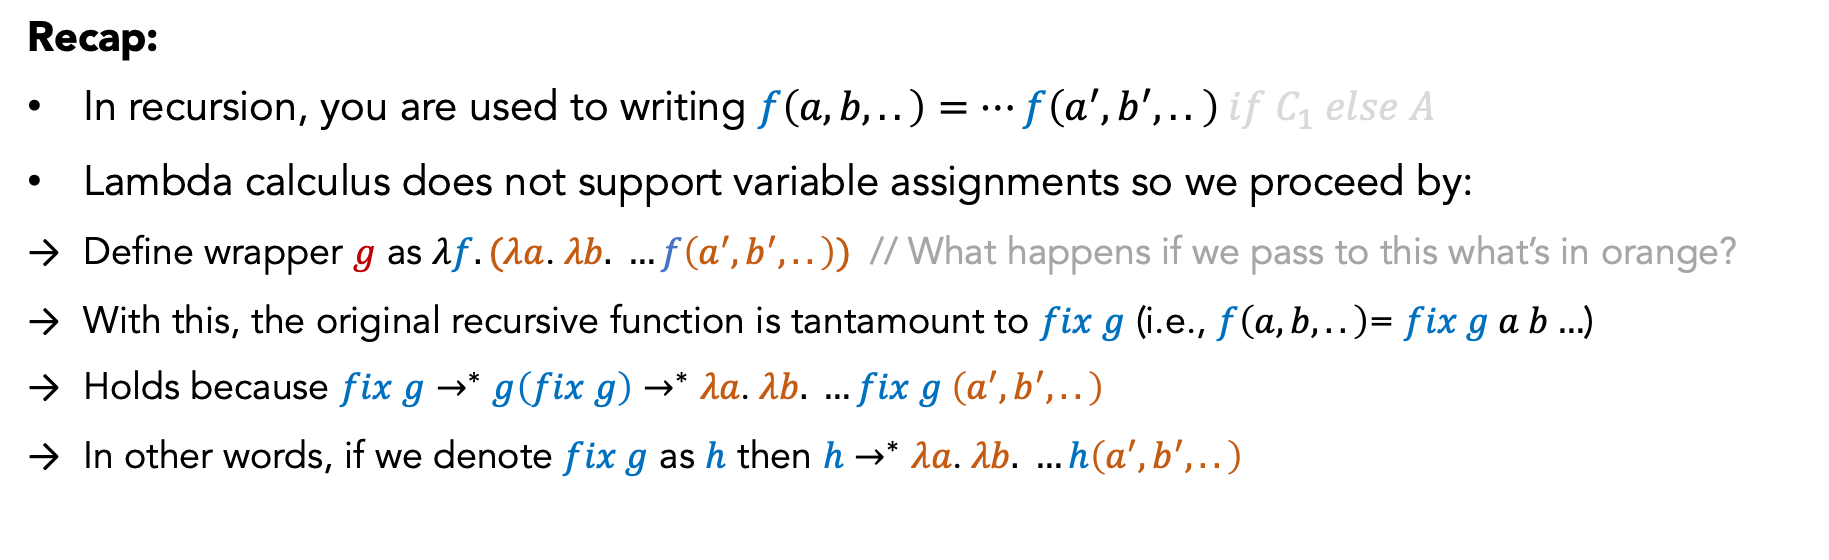 Recap:
• In recursion, you are used to writing f(a, b, . . ) = ⋯ f(a′, b′, . . ) if C₁ else A
• Lambda calculus does not support variable assignments so we proceed by:
→ Define wrapper g as λf. (λa. λb. … f(a′, b′, . . )) // What happens if we pass to this what’s in orange?
→ With this, the original recursive function is tantamount to fix g (i.e., f(a, b, . . )= fix g a b …)
→ Holds because fix g →* g(fix g) →* λa. λb. … fix g (a′, b′, . . )
→ In other words, if we denote fix g as h then h →* λa. λb. … h(a′, b′, . . )